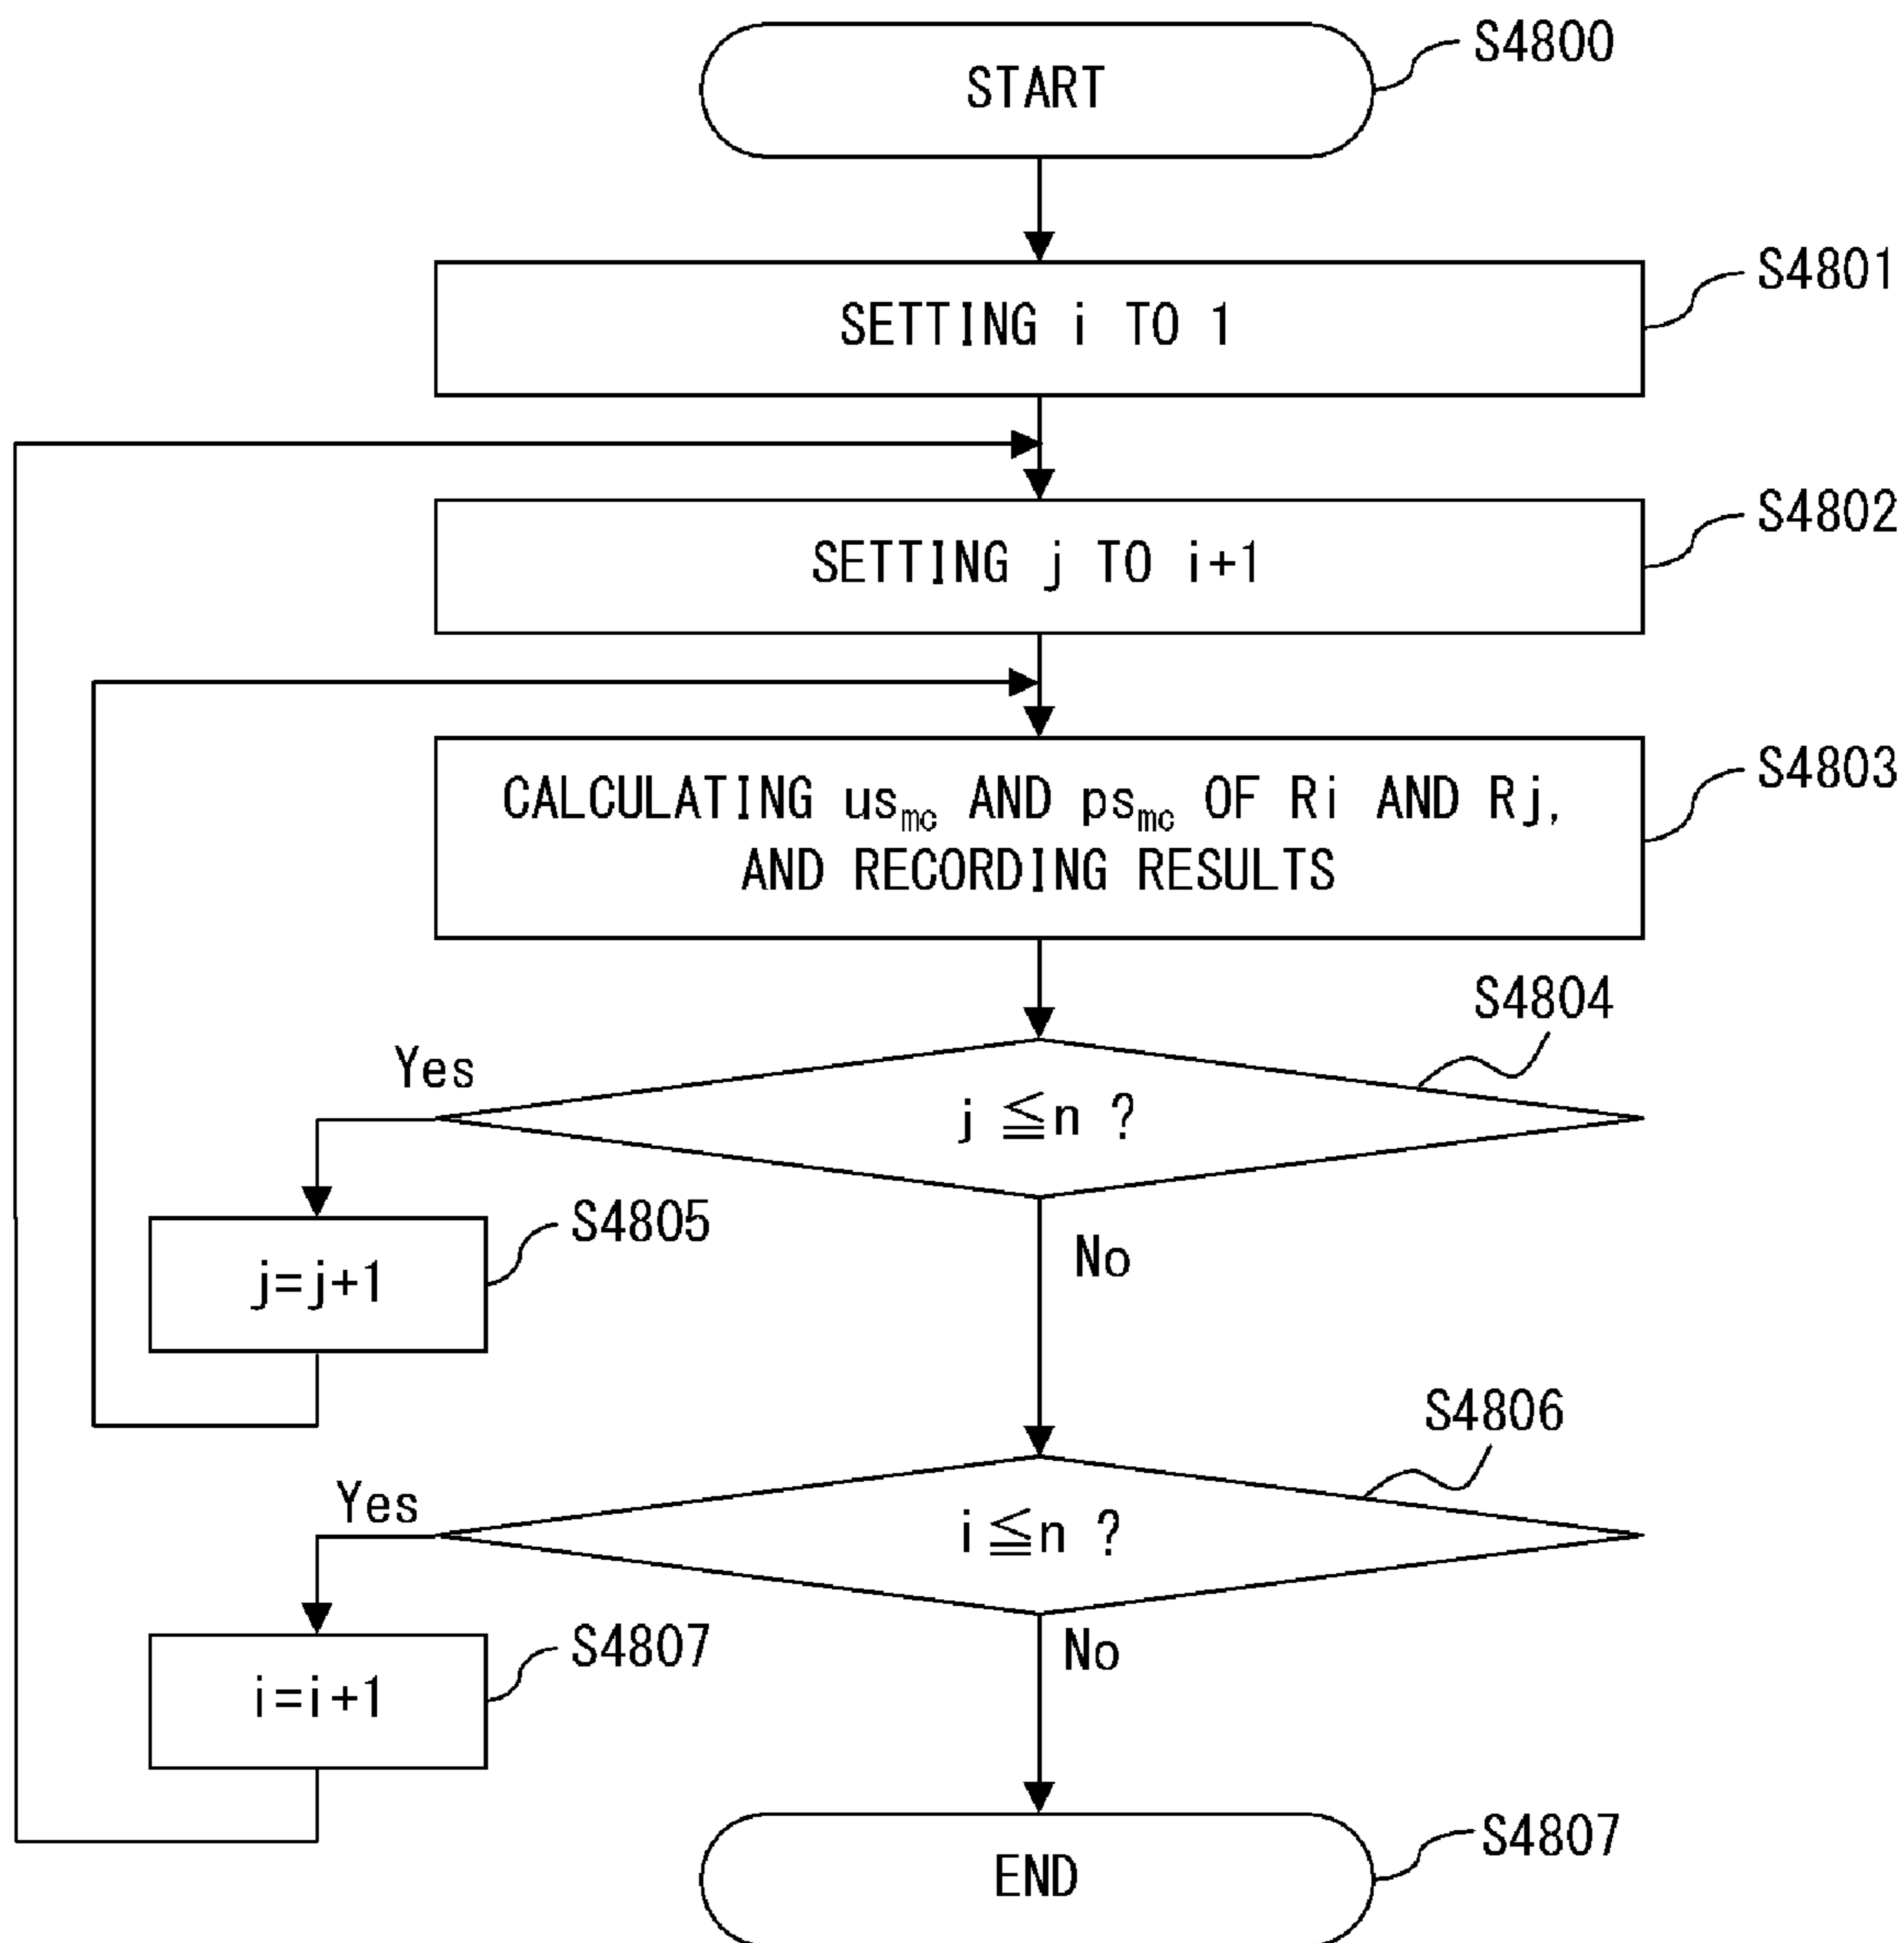 START
S4800
SETTING i TO 1
S4801
SETTING j TO i+1
S4802
CALCULATING usmc AND psmc OF Ri AND Rj,
AND RECORDING RESULTS
S4803
S4804
Yes
j ≦n ?
S4805
j=j+1
No
S4806
Yes
i ≦n ?
S4807
i=i+1
No
END
S4807